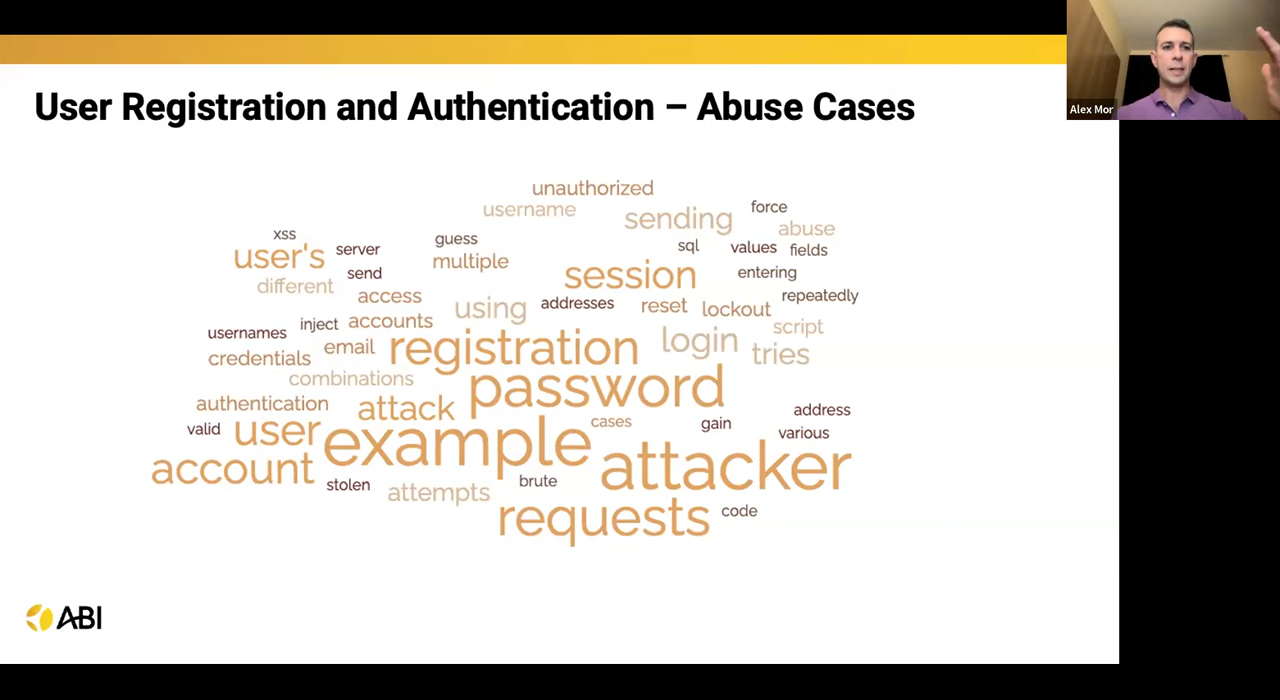 Alex Mor
User Registration and Authentication – Abuse Cases
unauthorized
username
sending
force
abuse
xss
user's
server
guess
sql
values
fields
different
send
multiple
session
entering
access
using
addresses
reset
lockout
repeatedly
usernames
inject
accounts
script
credentials
email
registration
login
tries
combinations
password
authentication
attack
cases
gain
address
valid
user
example
various
account
attacker
stolen
attempts
brute
requests
code
ABI